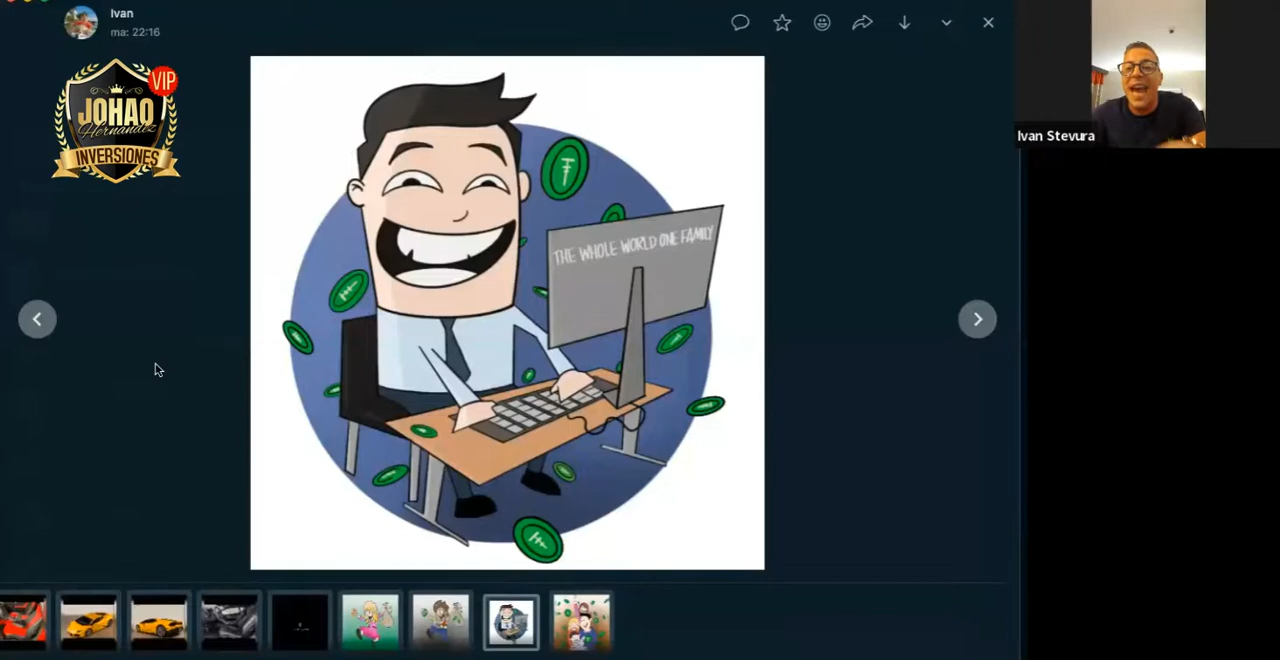 Ivan
ma: 22:16
VIP
JOHAO
Hernandez
INVERSIONES
THE WHOLE WORLD ONE FAMILY
Ivan Stevura